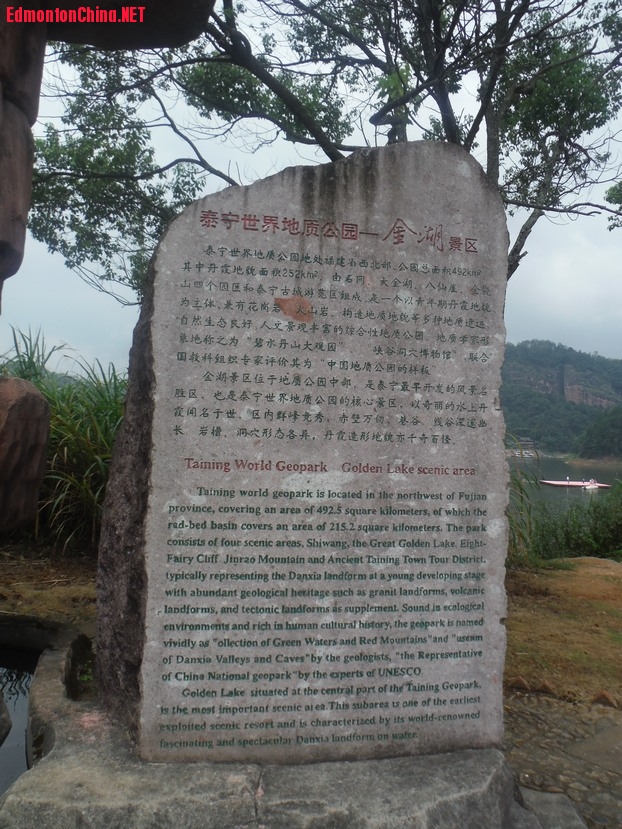 EdmontonChina.NET
泰宁世界地质公园—金湖景区
泰宁世界地质公园地处福建省西北部,公园总面积492km²,
其中丹霞地貌面积252km²,由石网、大金湖、八仙崖、金铙
山四个园区和泰宁古城游览区组成,是一个以青年期丹霞地貌
为主体,兼有花岗岩、火山岩、构造地质地貌等多种地质遗迹,
自然生态良好,人文景观丰富的综合性地质公园。地质学家形
象地称之为“碧水丹山大观园” 峡谷洞穴博物馆”,联合
国教科组织专家评价其为“中国地质公园的样板
金湖景区位于地质公园中部,是泰宁最早开发的风景名
胜区,也是泰宁世界地质公园的核心景区,以奇丽的水上丹
霞闻名于世。区内群峰竞秀,赤壁万仞,巷谷、线谷深邃幽
长,岩槽、洞穴形态各异,丹霞造形地貌亦千奇百怪。
Taining World Geopark Golden Lake scenic area
Taining world geopark is located in the northwest of Fujian
province, covering an area of 492.5 square kilometers, of which the
red-bed basin covers an area of 215.2 square kilometers. The park
consists of four scenic areas, Shiwang, the Great Golden Lake, Eight-
Fairy Cliff Jinrao Mountain and Ancient Taining Town Tour District,
typically representing the Danxia landform at a young developing stage
with abundant geological heritage such as granit landforms, volcanic
landforms, and tectonic landforms as supplement. Sound in ecological
environments and rich in human cultural history, the geopark is named
vividly as "ollection of Green Waters and Red Mountains"and "useum
of Danxia Valleys and Caves"by the geologists, "the Representative
of China National geopark"by the experts of UNESCO
Golden Lake situated at the central part of the Taining Geopark,
is the most important scenic area. This subarea is one of the earliest
exploited scenic resort and is characterized by its world-renowned
fascinating and spectacular Danxia landform on water.